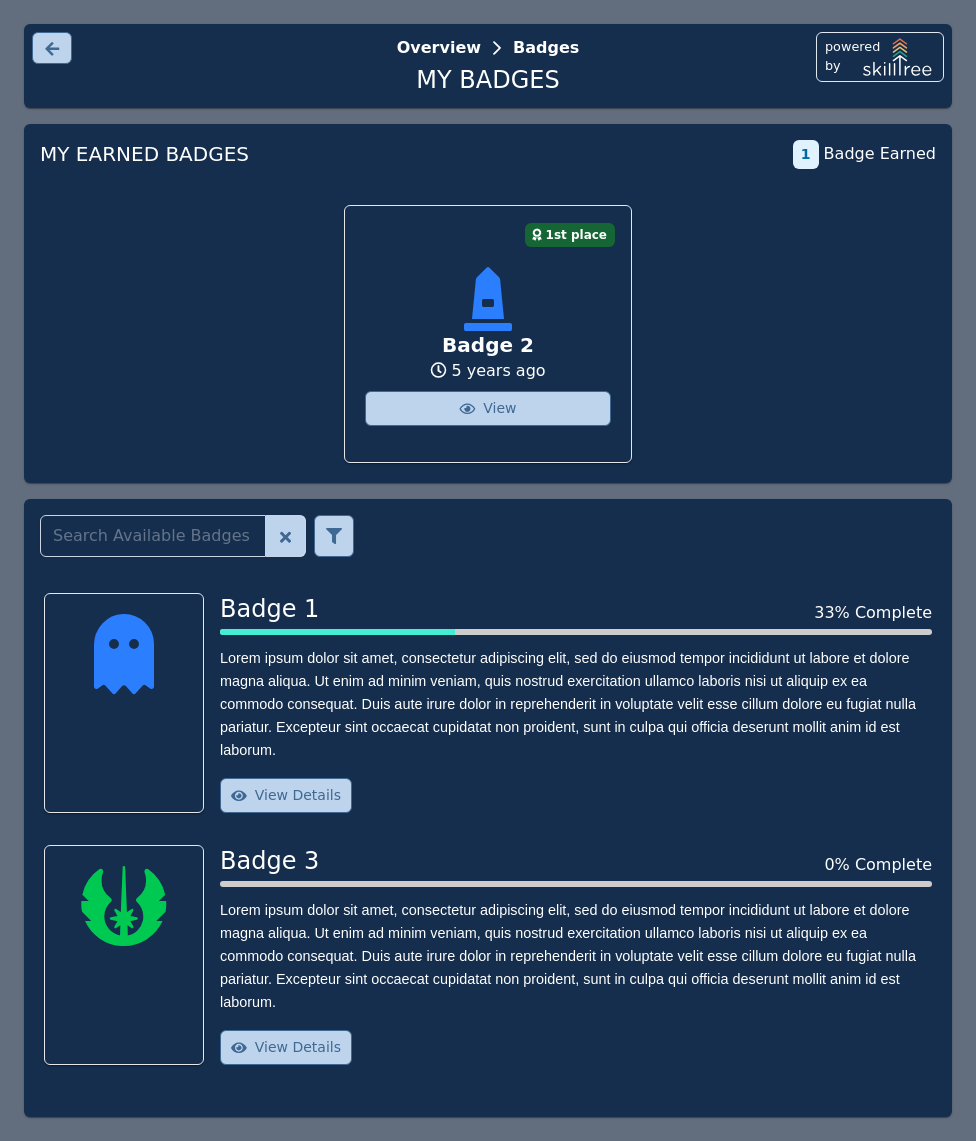 Overview > Badges
MY BADGES
powered
by
skilltree
MY EARNED BADGES
1 Badge Earned
1st place
Badge 2
5 years ago
View
Search Available Badges
Badge 1
33% Complete
Lorem ipsum dolor sit amet, consectetur adipiscing elit, sed do eiusmod tempor incididunt ut labore et dolore
magna aliqua. Ut enim ad minim veniam, quis nostrud exercitation ullamco laboris nisi ut aliquip ex ea
commodo consequat. Duis aute irure dolor in reprehenderit in voluptate velit esse cillum dolore eu fugiat nulla
pariatur. Excepteur sint occaecat cupidatat non proident, sunt in culpa qui officia deserunt mollit anim id est
laborum.
View Details
Badge 3
0% Complete
Lorem ipsum dolor sit amet, consectetur adipiscing elit, sed do eiusmod tempor incididunt ut labore et dolore
magna aliqua. Ut enim ad minim veniam, quis nostrud exercitation ullamco laboris nisi ut aliquip ex ea
commodo consequat. Duis aute irure dolor in reprehenderit in voluptate velit esse cillum dolore eu fugiat nulla
pariatur. Excepteur sint occaecat cupidatat non proident, sunt in culpa qui officia deserunt mollit anim id est
laborum.
View Details